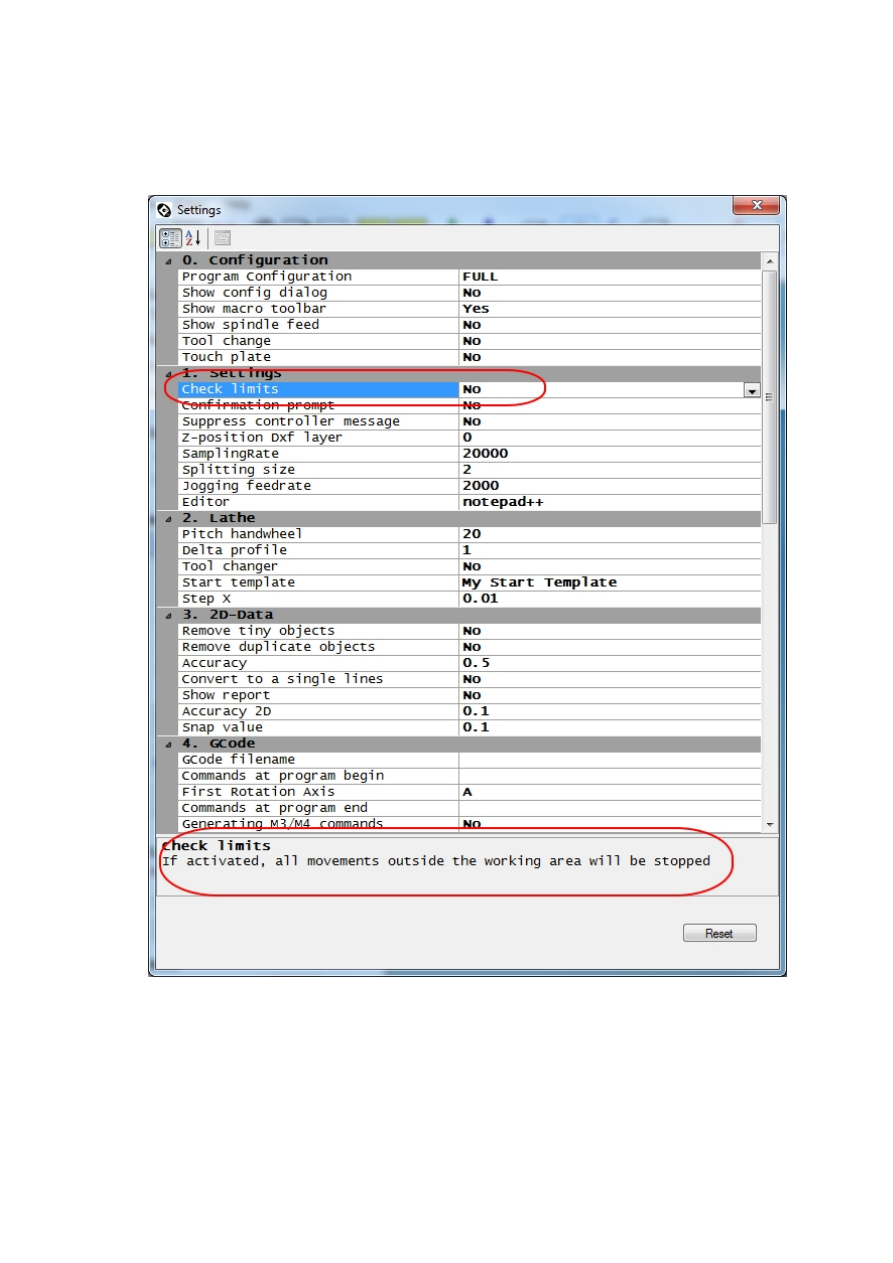 Settings
0. Configuration
Program Configuration FULL
Show config dialog No
Show macro toolbar Yes
Show spindle feed No
Tool change No
Touch plate No
1. Settings
Check limits No
Confirmation prompt No
Suppress controller message No
Z-position Dxf layer 0
SamplingRate 20000
Splitting size 2
Jogging feedrate 2000
Editor notepad++
2. Lathe
Pitch handwheel 20
Delta profile 1
Tool changer No
Start template My Start Template
Step X 0.01
3. 2D-Data
Remove tiny objects No
Remove duplicate objects No
Accuracy 0.5
Convert to a single lines No
Show report No
Accuracy 2D 0.1
Snap value 0.1
4. GCode
GCode filename
Commands at program begin
First Rotation Axis A
Commands at program end
Generating M3/M4 commands No
Check limits
If activated, all movements outside the working area will be stopped
Reset